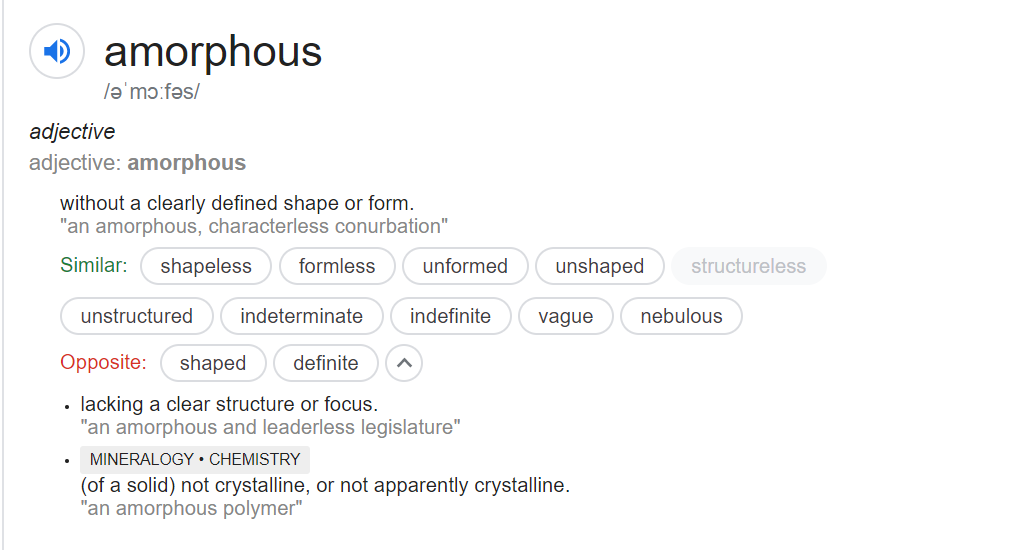 amorphous
/əˈmɔːfəs/
adjective
adjective: amorphous
without a clearly defined shape or form.
"an amorphous, characterless conurbation"
Similar: shapeless formless unformed unshaped structureless
unstructured indeterminate indefinite vague nebulous
Opposite: shaped definite
• lacking a clear structure or focus.
"an amorphous and leaderless legislature"
• MINERALOGY • CHEMISTRY
(of a solid) not crystalline, or not apparently crystalline.
"an amorphous polymer"